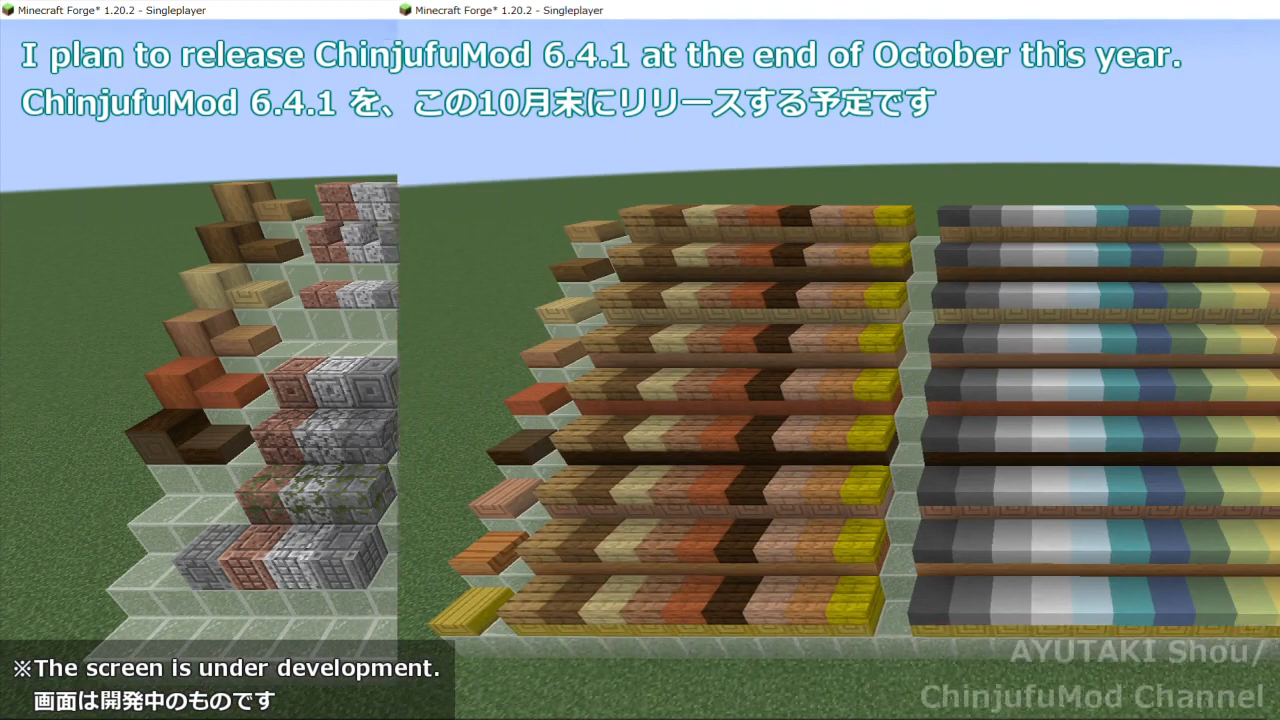 Minecraft Forge* 1.20.2 - Singleplayer
Minecraft Forge* 1.20.2 - Singleplayer
I plan to release ChinjufuMod 6.4.1 at the end of October this year.
ChinjufuMod 6.4.1 を、この10月末にリリースする予定です
※The screen is under development.
画面は開発中のものです
AYUTAKI Shou/
ChinjufuMod Channel